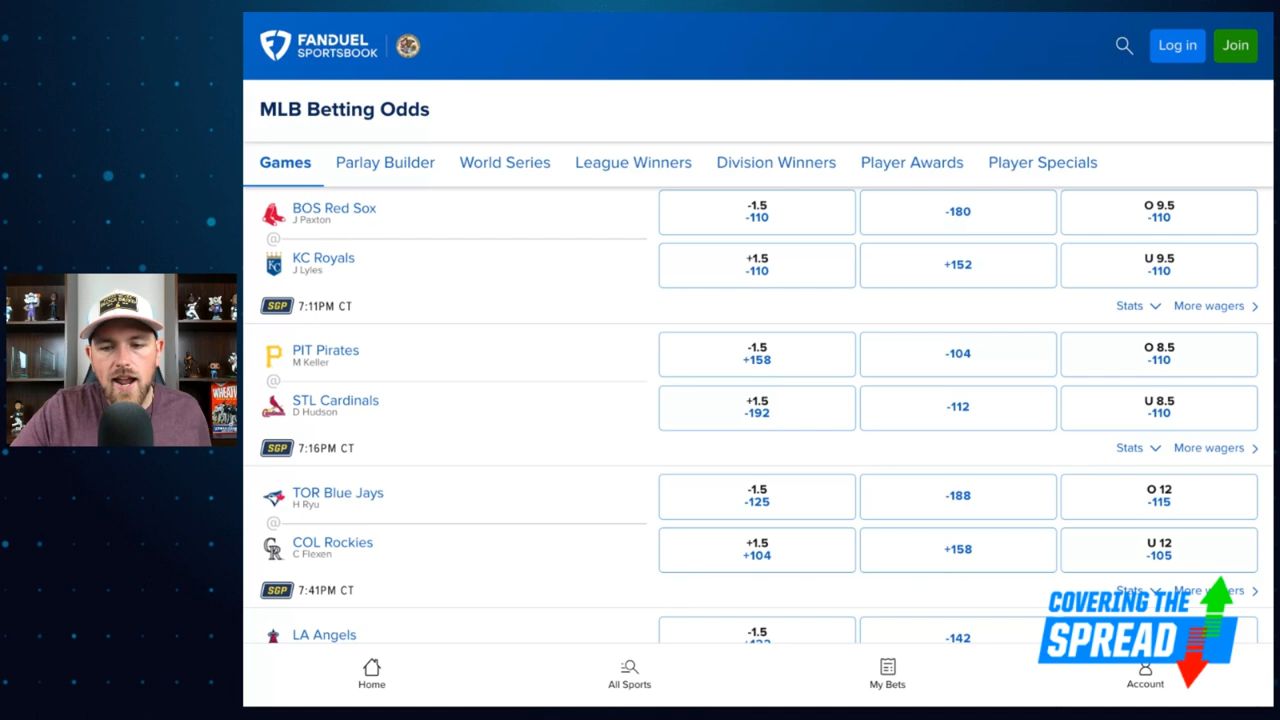 FANDUEL
SPORTSBOOK
Log in
Join
MLB Betting Odds
Games
Parlay Builder
World Series
League Winners
Division Winners
Player Awards
Player Specials
BOS Red Sox
J Paxton
-1.5
-110
-180
O 9.5
-110
@
KC Royals
J Lyles
+1.5
-110
+152
U 9.5
-110
SGP 7:11PM CT
Stats
More wagers
PIT Pirates
M Keller
-1.5
+158
-104
O 8.5
-110
@
STL Cardinals
D Hudson
+1.5
-192
-112
U 8.5
-110
SGP 7:16PM CT
Stats
More wagers
TOR Blue Jays
H Ryu
-1.5
-125
-188
O 12
-115
@
COL Rockies
C Flexen
+1.5
+104
+158
U 12
-105
SGP 7:41PM CT
Stats
More wagers
COVERING THE
SPREAD
LA Angels
-1.5
-142
Home
All Sports
My Bets
Account